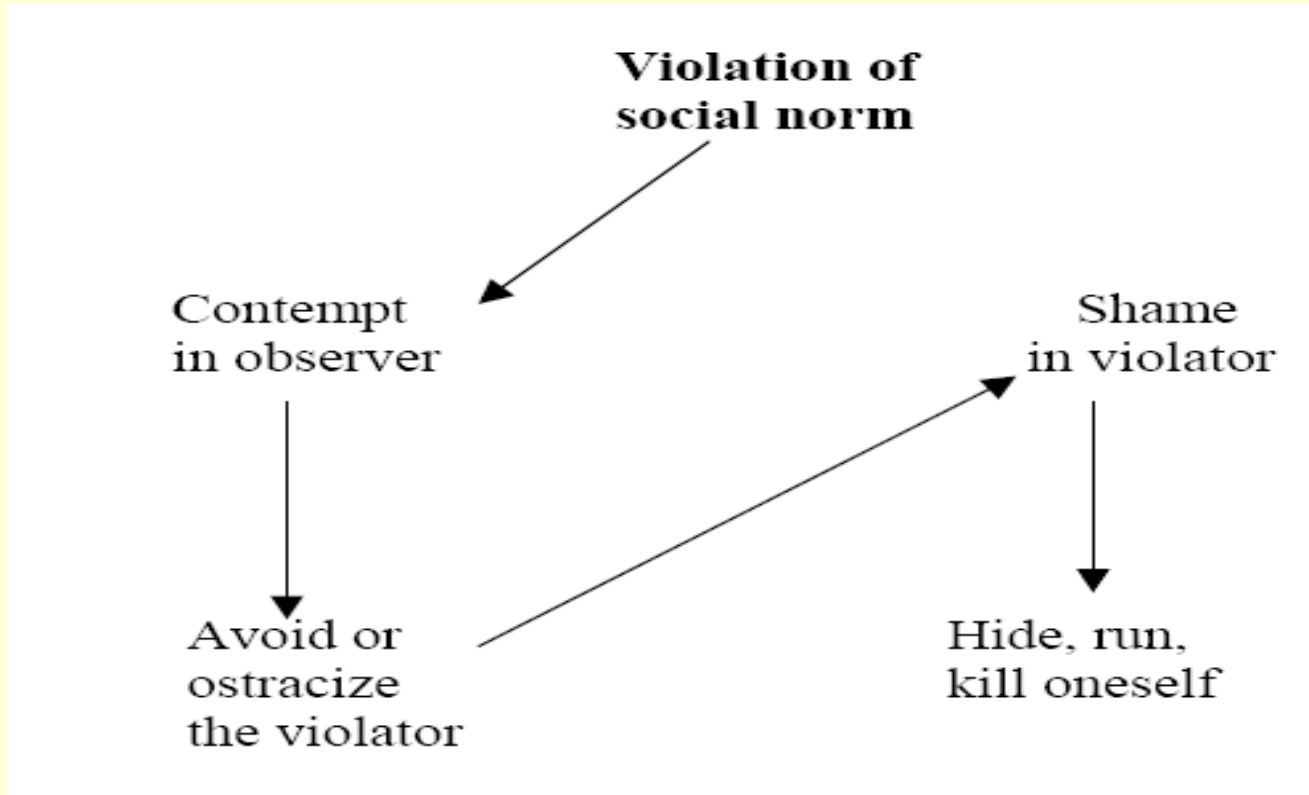 Violation of
social norm
Contempt
in observer
Shame
in violator
Avoid or
ostracize
the violator
Hide, run,
kill oneself